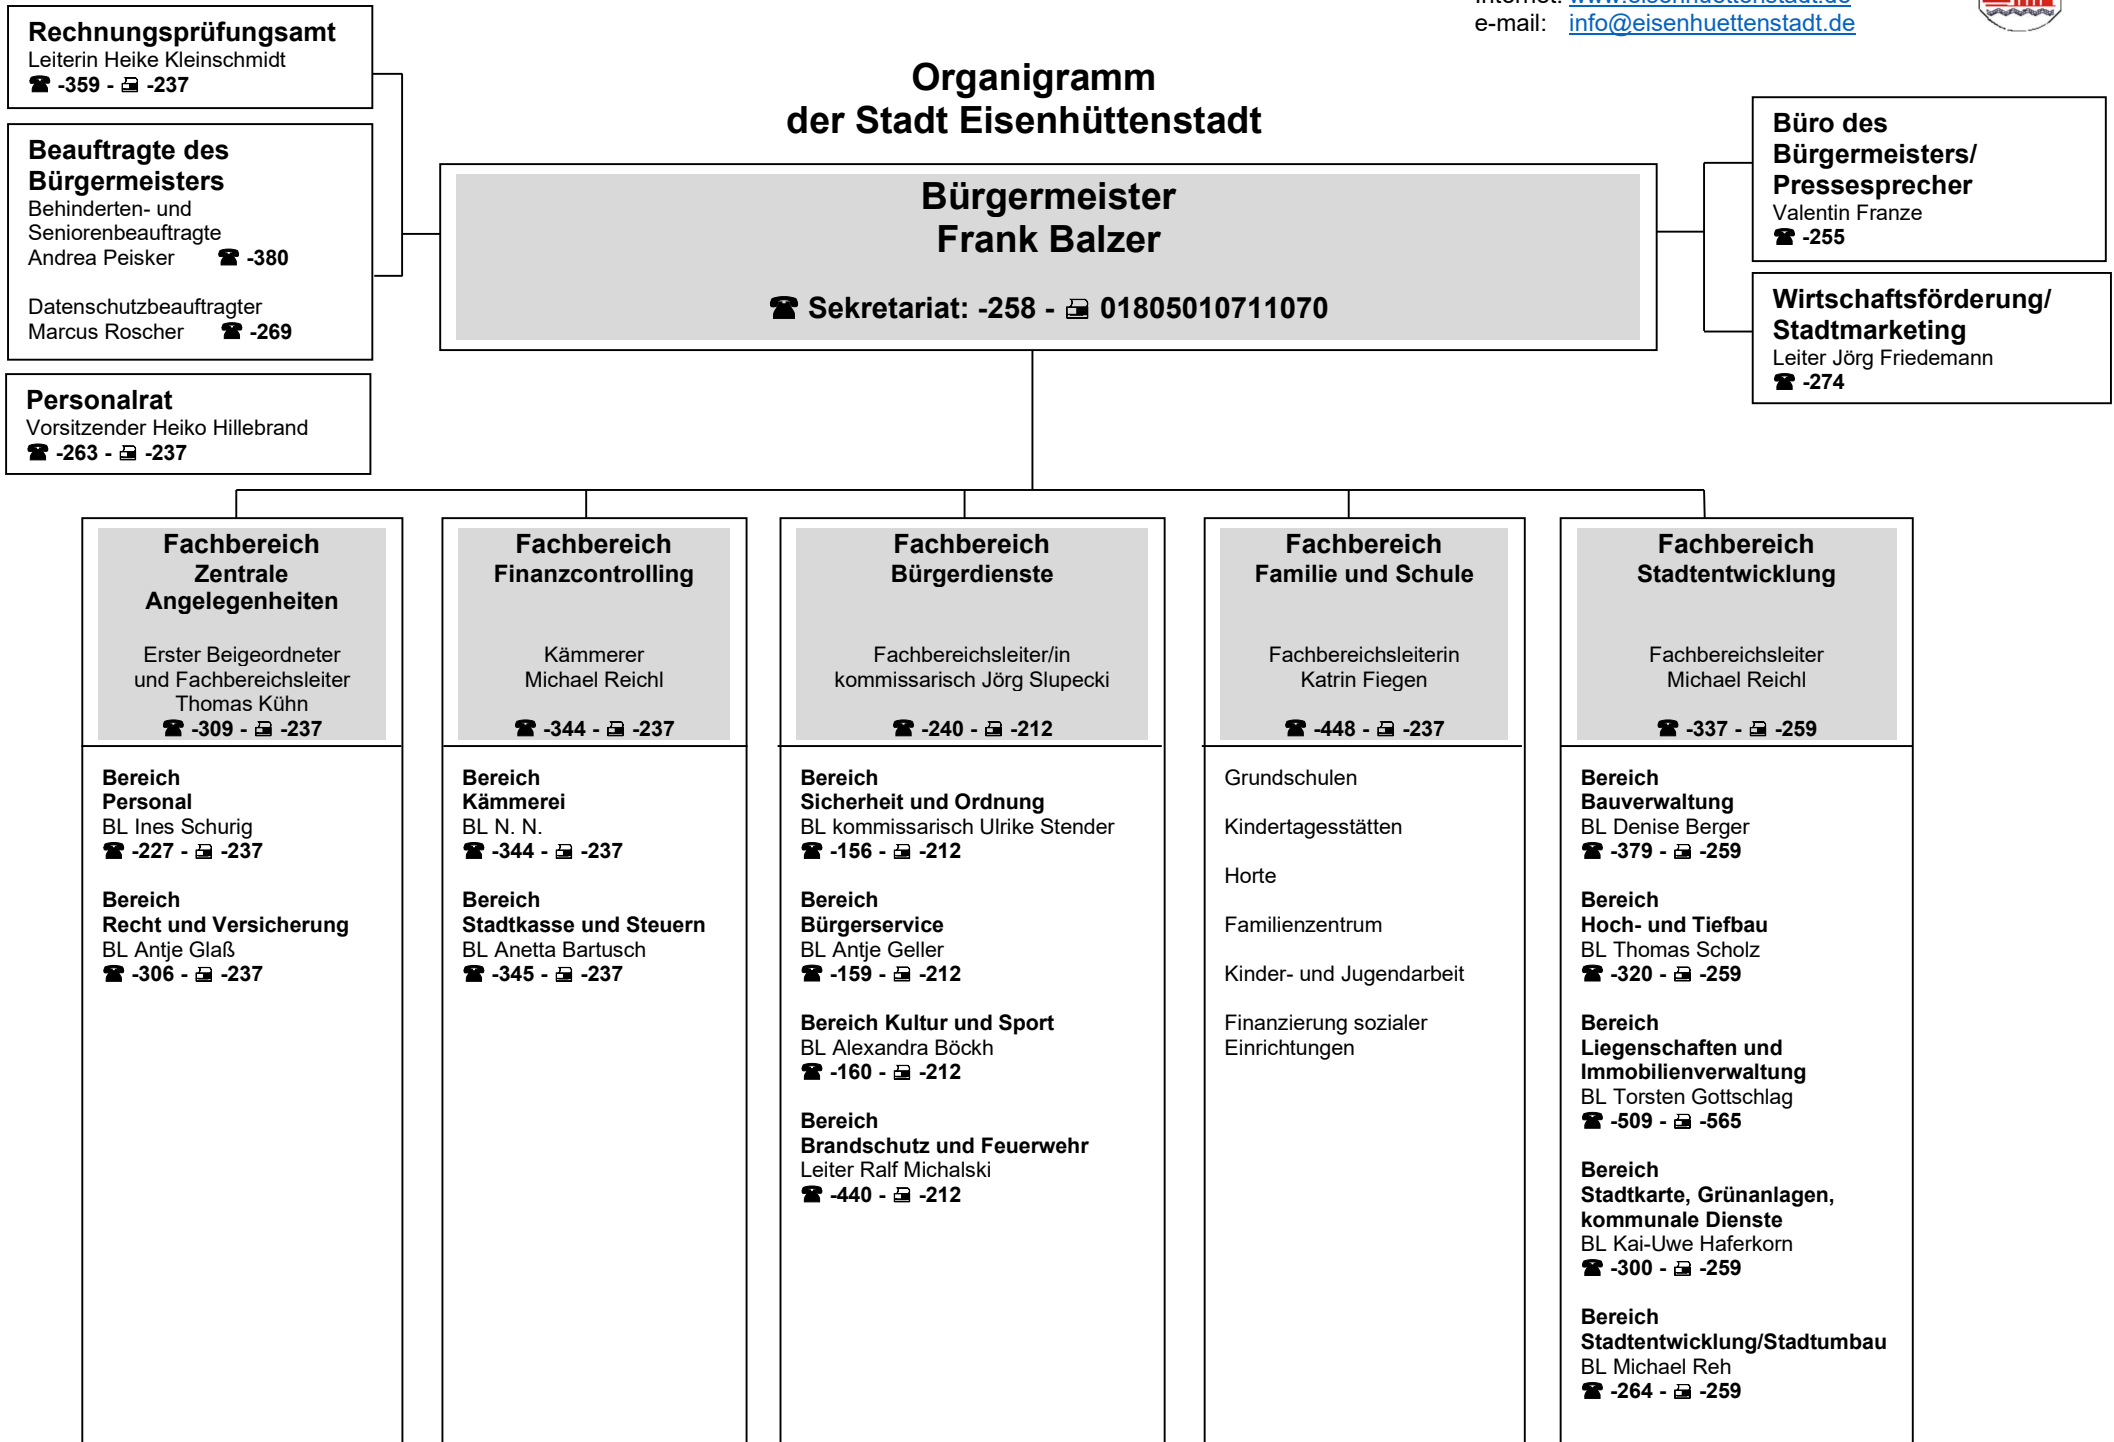 Internet: www.eisenhuettenstadt.de
e-mail: info@eisenhuettenstadt.de
Organigramm
der Stadt Eisenhüttenstadt
Rechnungsprüfungsamt
Leiterin Heike Kleinschmidt
☎ -359 - 🖷 -237
Beauftragte des
Bürgermeisters
Behinderten- und
Seniorenbeauftragte
Andrea Peisker ☎ -380
Datenschutzbeauftragter
Marcus Roscher ☎ -269
Personalrat
Vorsitzender Heiko Hillebrand
☎ -263 - 🖷 -237
Bürgermeister
Frank Balzer
☎ Sekretariat: -258 - 🖷 01805010711070
Büro des
Bürgermeisters/
Pressesprecher
Valentin Franze
☎ -255
Wirtschaftsförderung/
Stadtmarketing
Leiter Jörg Friedemann
☎ -274
Fachbereich
Zentrale
Angelegenheiten
Erster Beigeordneter
und Fachbereichsleiter
Thomas Kühn
☎ -309 - 🖷 -237
Bereich
Personal
BL Ines Schurig
☎ -227 - 🖷 -237
Bereich
Recht und Versicherung
BL Antje Glaß
☎ -306 - 🖷 -237
Fachbereich
Finanzcontrolling
Kämmerer
Michael Reichl
☎ -344 - 🖷 -237
Bereich
Kämmerei
BL N. N.
☎ -344 - 🖷 -237
Bereich
Stadtkasse und Steuern
BL Anetta Bartusch
☎ -345 - 🖷 -237
Fachbereich
Bürgerdienste
Fachbereichsleiter/in
kommissarisch Jörg Slupecki
☎ -240 - 🖷 -212
Bereich
Sicherheit und Ordnung
BL kommissarisch Ulrike Stender
☎ -156 - 🖷 -212
Bereich
Bürgerservice
BL Antje Geller
☎ -159 - 🖷 -212
Bereich Kultur und Sport
BL Alexandra Böckh
☎ -160 - 🖷 -212
Bereich
Brandschutz und Feuerwehr
Leiter Ralf Michalski
☎ -440 - 🖷 -212
Fachbereich
Familie und Schule
Fachbereichsleiterin
Katrin Fiegen
☎ -448 - 🖷 -237
Grundschulen
Kindertagesstätten
Horte
Familienzentrum
Kinder- und Jugendarbeit
Finanzierung sozialer
Einrichtungen
Fachbereich
Stadtentwicklung
Fachbereichsleiter
Michael Reichl
☎ -337 - 🖷 -259
Bereich
Bauverwaltung
BL Denise Berger
☎ -379 - 🖷 -259
Bereich
Hoch- und Tiefbau
BL Thomas Scholz
☎ -320 - 🖷 -259
Bereich
Liegenschaften und
Immobilienverwaltung
BL Torsten Gottschlag
☎ -509 - 🖷 -565
Bereich
Stadtkarte, Grünanlagen,
kommunale Dienste
BL Kai-Uwe Haferkorn
☎ -300 - 🖷 -259
Bereich
Stadtentwicklung/Stadtumbau
BL Michael Reh
☎ -264 - 🖷 -259